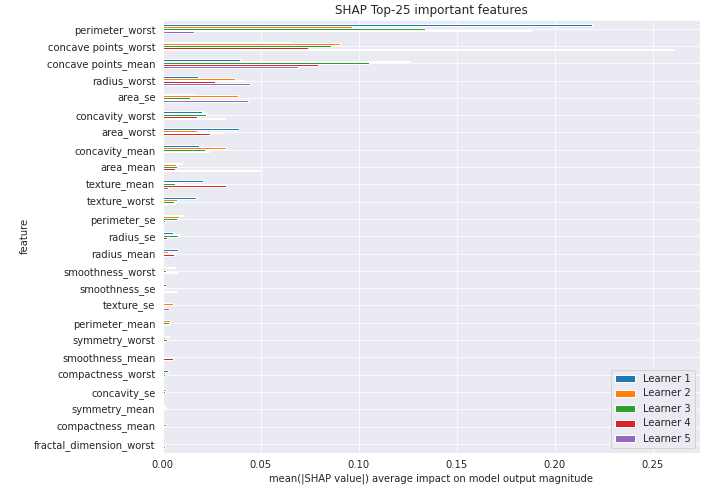 SHAP Top-25 important features
feature
perimeter_worst
concave points_worst
concave points_mean
radius_worst
area_se
concavity_worst
area_worst
concavity_mean
area_mean
texture_mean
texture_worst
perimeter_se
radius_se
radius_mean
smoothness_worst
smoothness_se
texture_se
perimeter_mean
symmetry_worst
smoothness_mean
compactness_worst
concavity_se
symmetry_mean
compactness_mean
fractal_dimension_worst
Learner 1
Learner 2
Learner 3
Learner 4
Learner 5
0.00 0.05 0.10 0.15 0.20 0.25
mean(|SHAP value|) average impact on model output magnitude